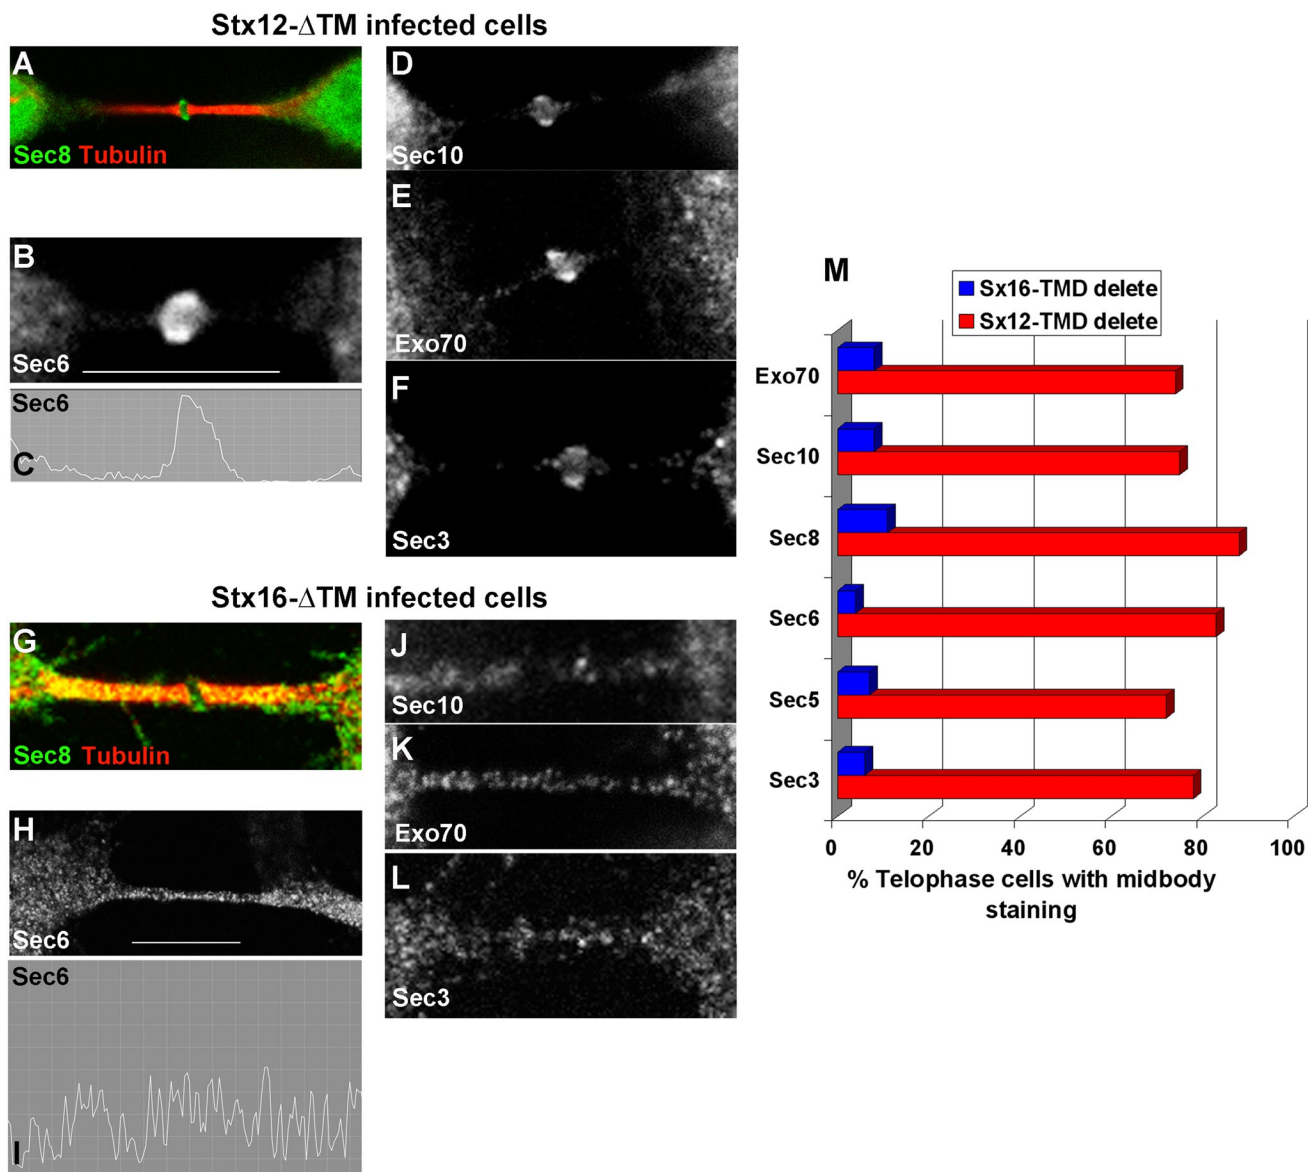 Stx12-ΔTM infected cells
A
Sec8 Tubulin
B
Sec6
Sec6
C
D
Sec10
E
Exo70
F
Sec3
Stx16-ΔTM infected cells
G
Sec8 Tubulin
H
Sec6
Sec6
I
J
Sec10
K
Exo70
L
Sec3
M
Sx16-TMD delete
Sx12-TMD delete
Exo70
Sec10
Sec8
Sec6
Sec5
Sec3
0 20 40 60 80 100
% Telophase cells with midbody
staining